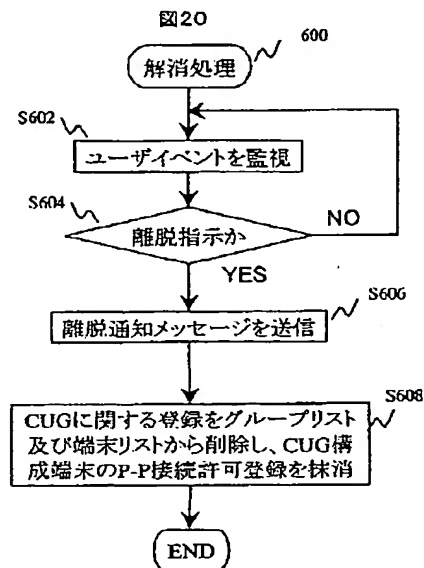 図20
600
解消処理
S602
ユーザイベントを監視
S604
離脱指示か
NO
YES
S606
離脱通知メッセージを送信
S608
CUGに関する登録をグループリスト
及び端末リストから削除し、CUG構
成端末のP-P接続許可登録を抹消
END